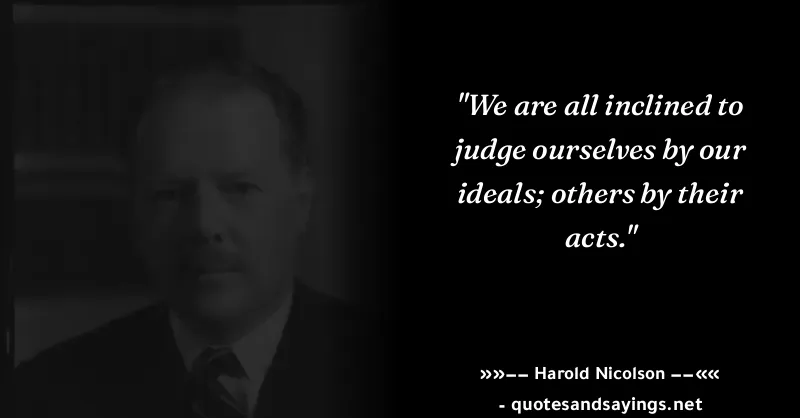 "We are all inclined to
judge ourselves by our
ideals; others by their
acts."
»»−− Harold Nicolson −−««
- quotesandsayings.net